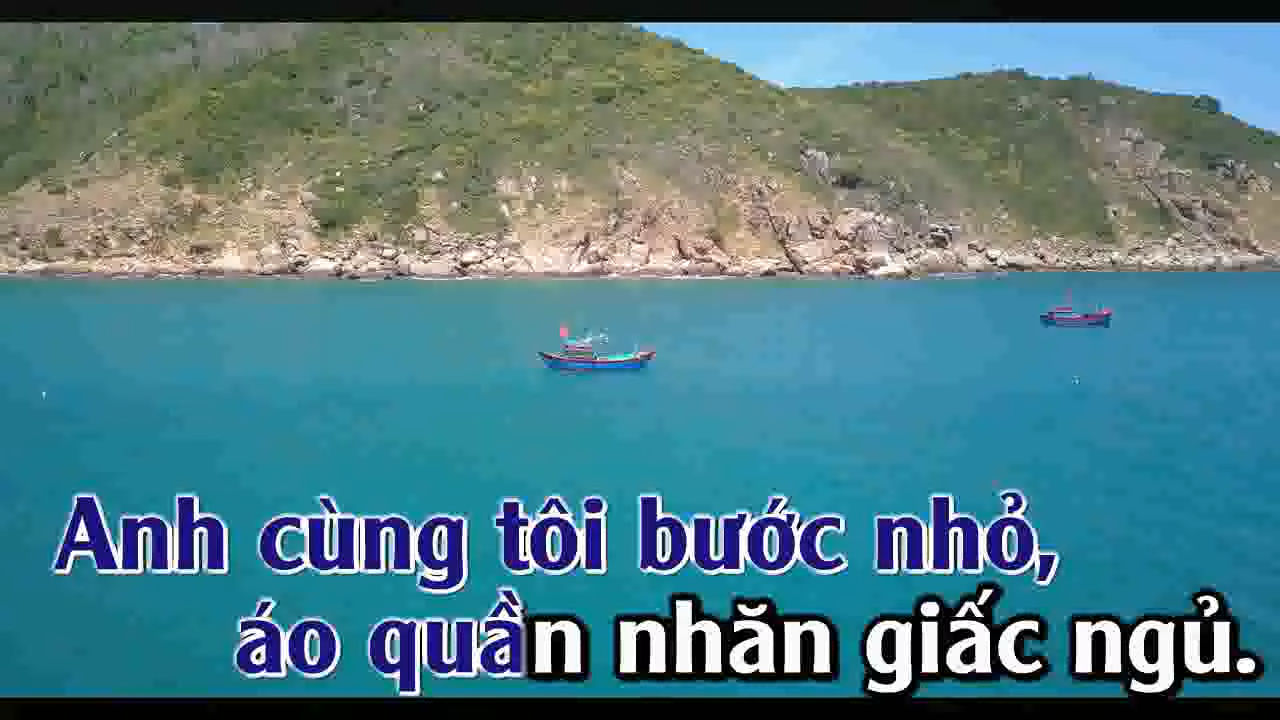 Anh cùng tôi bước nhỏ,
áo quần nhăn giấc ngủ.